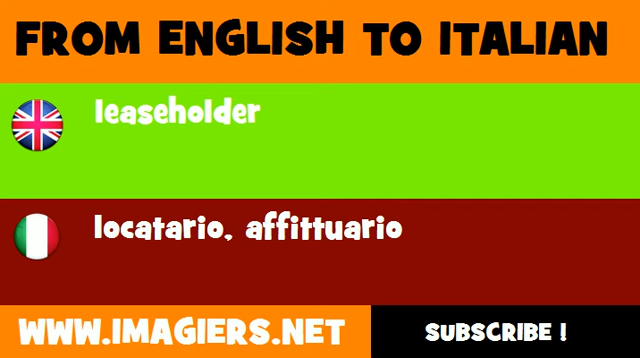 FROM ENGLISH TO ITALIAN
leaseholder
locatario, affittuario
WWW.IMAGIERS.NET
SUBSCRIBE !